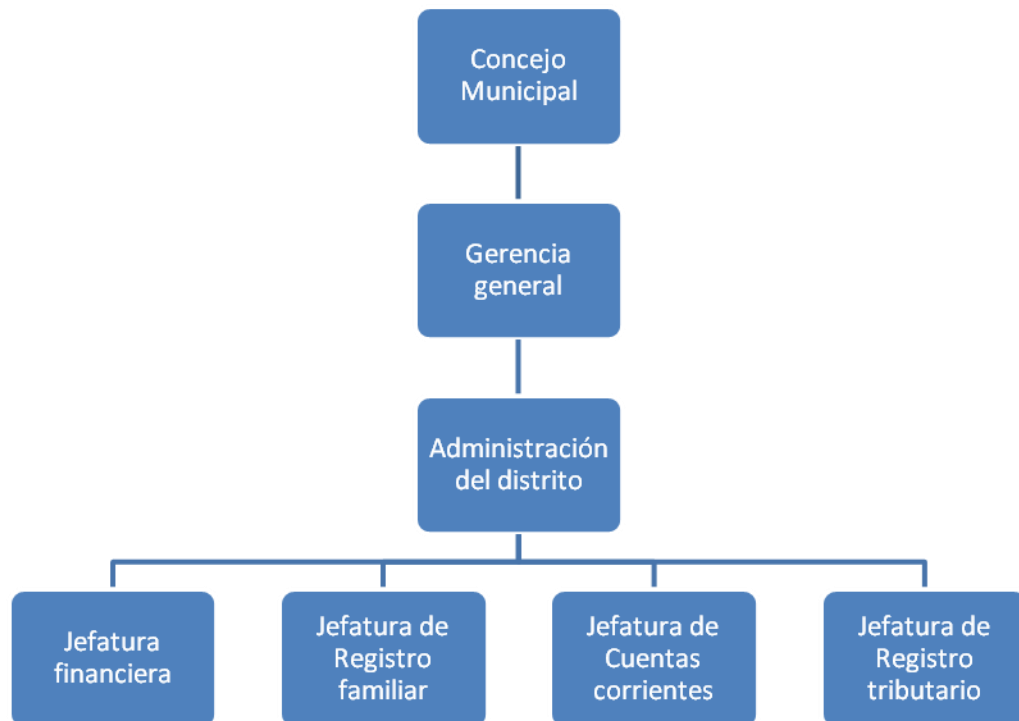 Concejo
Municipal
Gerencia
general
Administración
del distrito
Jefatura
financiera
Jefatura de
Registro
familiar
Jefatura de
Cuentas
corrientes
Jefatura de
Registro
tributario